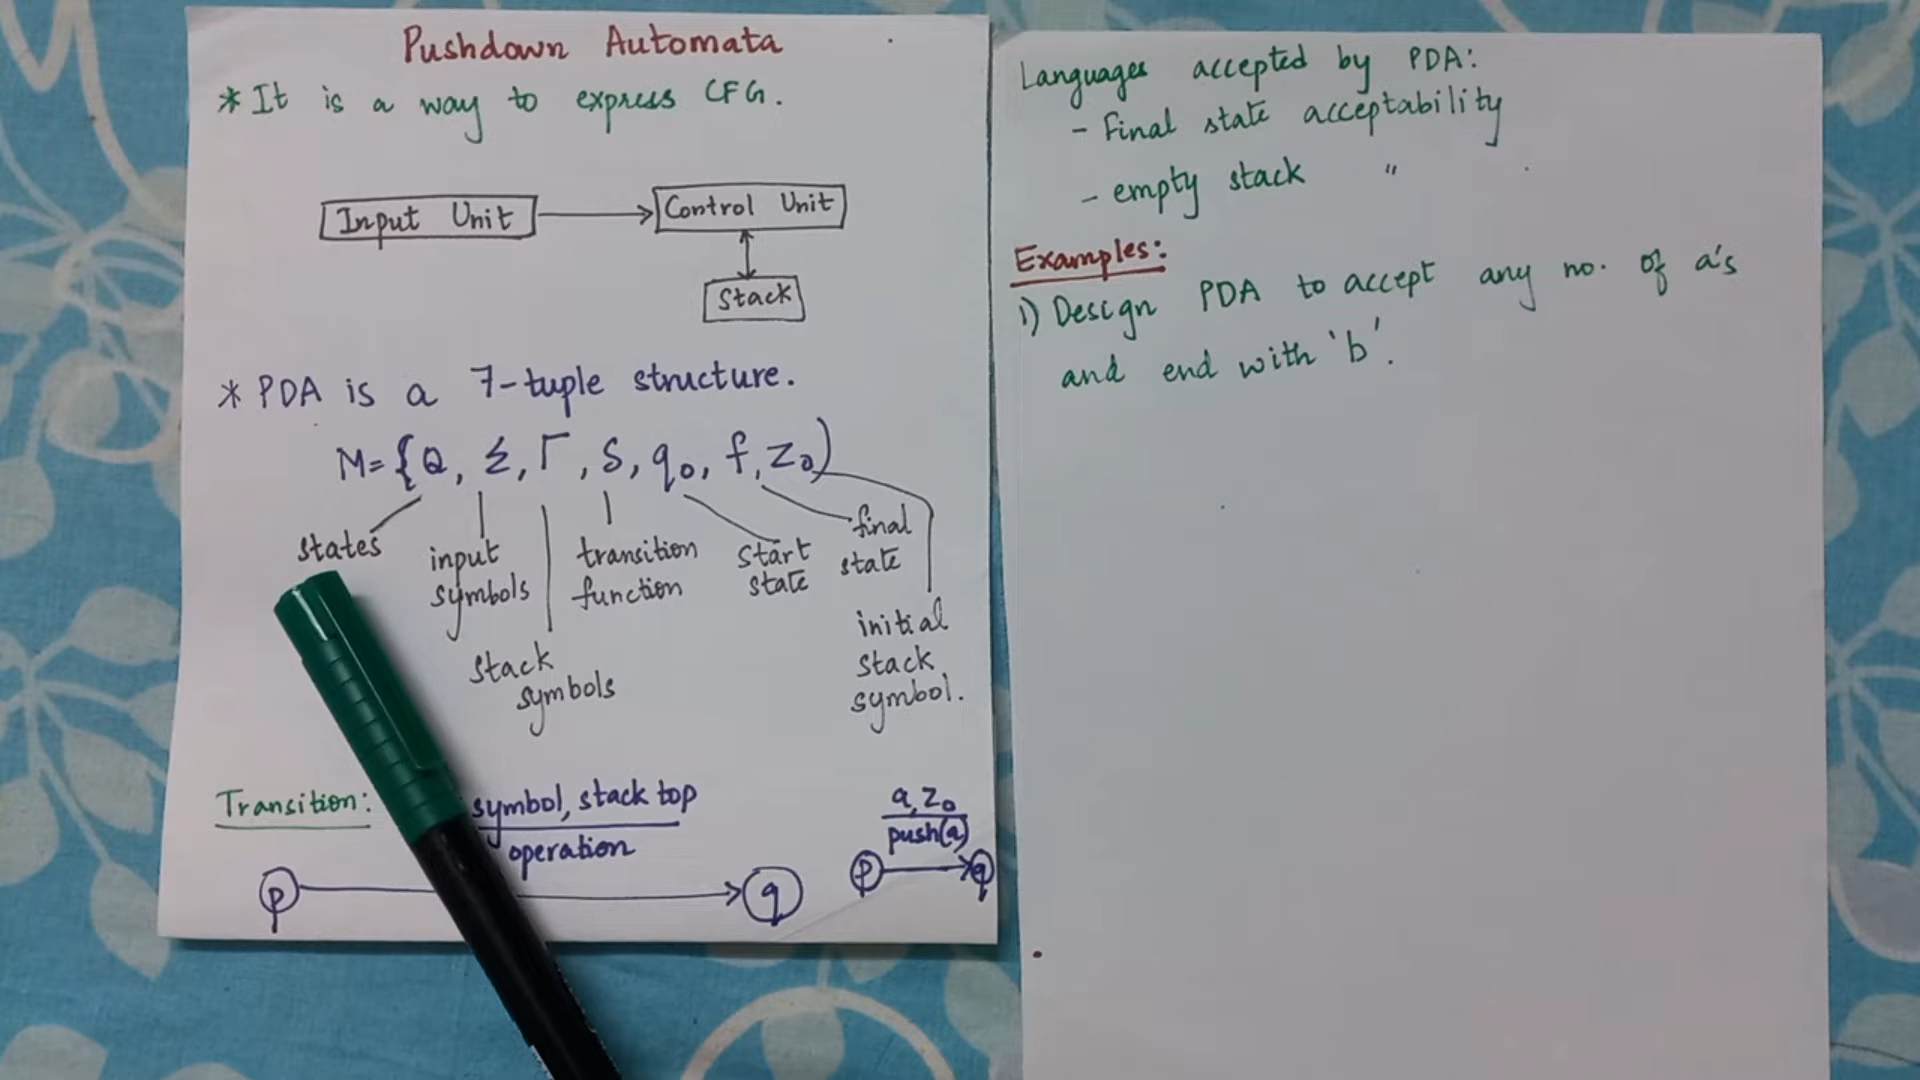 Pushdown Automata
* It is a way to express CFG.
Input Unit
Control Unit
Stack
* PDA is a 7-tuple structure.
M={Q, Σ, Γ, δ, q0, f, z0)
states
input symbols
stack symbols
transition function
start state
final state
initial stack symbol.
Transition:
symbol, stack top
operation
p
q
a, z0
push(a)
p
q
Languages accepted by PDA:
- Final state acceptability
- empty stack "
Examples:
1) Design PDA to accept any no. of a's
and end with 'b'.